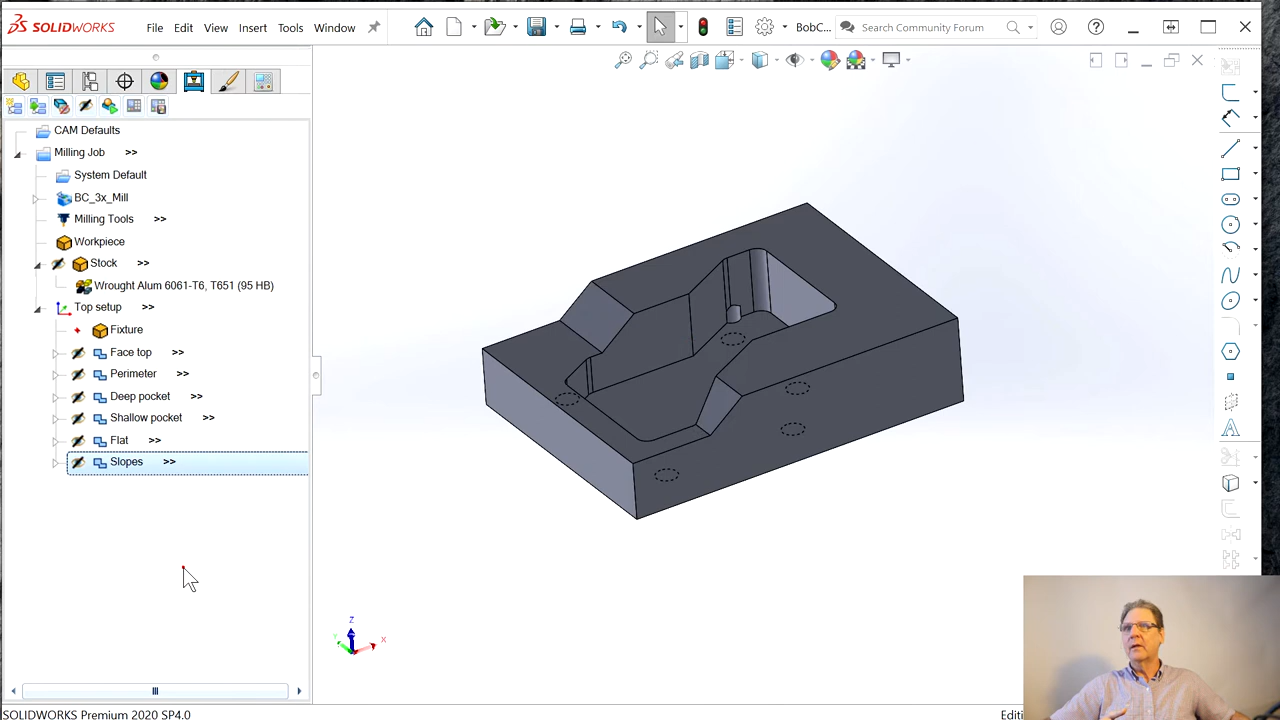 SOLIDWORKS File Edit View Insert Tools Window BobC... Search Community Forum
CAM Defaults
Milling Job >>
System Default
BC_3x_Mill
Milling Tools >>
Workpiece
Stock >>
Wrought Alum 6061-T6, T651 (95 HB)
Top setup >>
Fixture
Face top >>
Perimeter >>
Deep pocket >>
Shallow pocket >>
Flat >>
Slopes >>
Z
Y
X
SOLIDWORKS Premium 2020 SP4.0
Editi